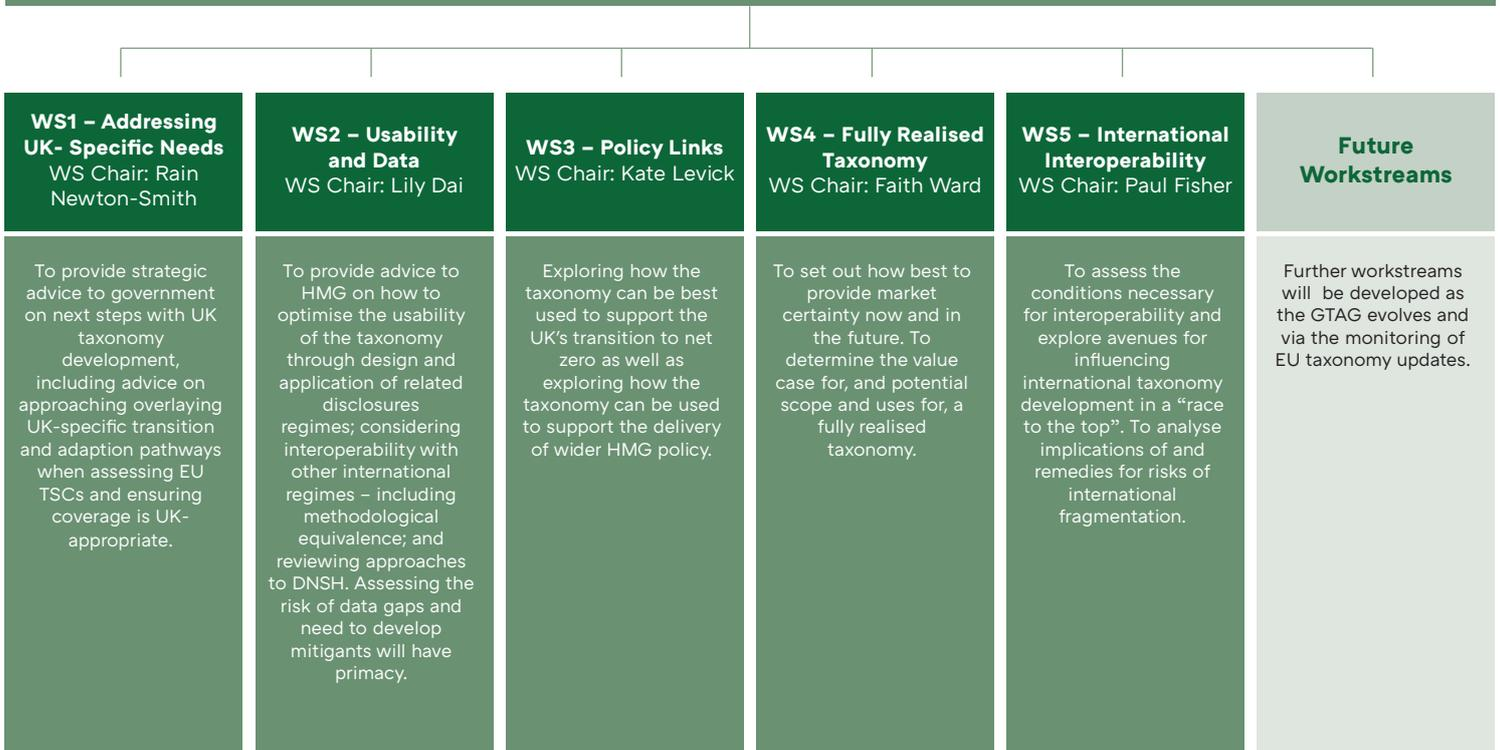 WS1 – Addressing
UK- Specific Needs
WS Chair: Rain
Newton-Smith
To provide strategic
advice to government
on next steps with UK
taxonomy
development,
including advice on
approaching overlaying
UK-specific transition
and adaption pathways
when assessing EU
TSCs and ensuring
coverage is UK-
appropriate.
WS2 – Usability
and Data
WS Chair: Lily Dai
To provide advice to
HMG on how to
optimise the usability
of the taxonomy
through design and
application of related
disclosures
regimes; considering
interoperability with
other international
regimes – including
methodological
equivalence; and
reviewing approaches
to DNSH. Assessing the
risk of data gaps and
need to develop
mitigants will have
primacy.
WS3 – Policy Links
WS Chair: Kate Levick
Exploring how the
taxonomy can be best
used to support the
UK’s transition to net
zero as well as
exploring how the
taxonomy can be used
to support the delivery
of wider HMG policy.
WS4 – Fully Realised
Taxonomy
WS Chair: Faith Ward
To set out how best to
provide market
certainty now and in
the future. To
determine the value
case for, and potential
scope and uses for, a
fully realised
taxonomy.
WS5 – International
Interoperability
WS Chair: Paul Fisher
To assess the
conditions necessary
for interoperability and
explore avenues for
influencing
international taxonomy
development in a “race
to the top”. To analyse
implications of and
remedies for risks of
international
fragmentation.
Future
Workstreams
Further workstreams
will be developed as
the GTAG evolves and
via the monitoring of
EU taxonomy updates.